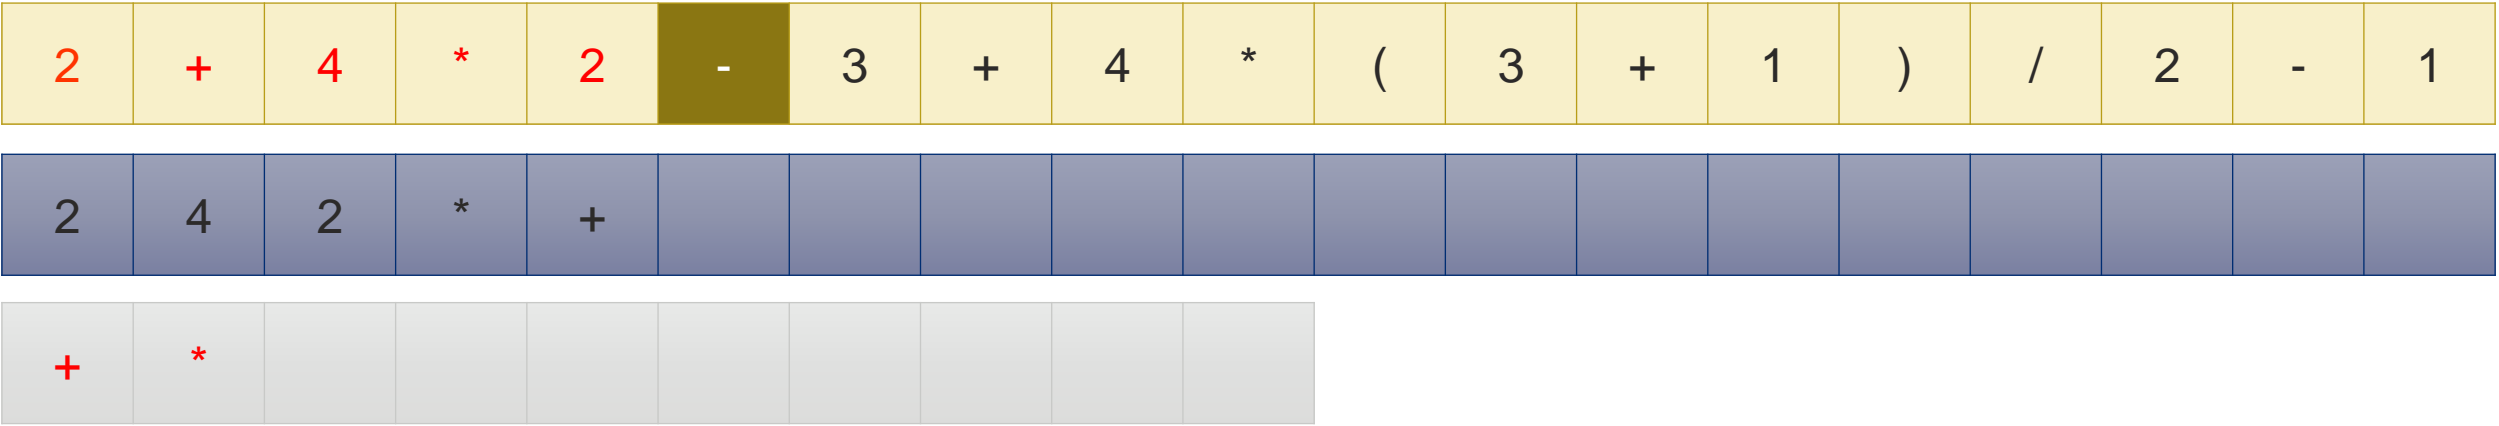 2 + 4 * 2 - 3 + 4 * ( 3 + 1 ) / 2 - 1
2 4 2 * +
+ *